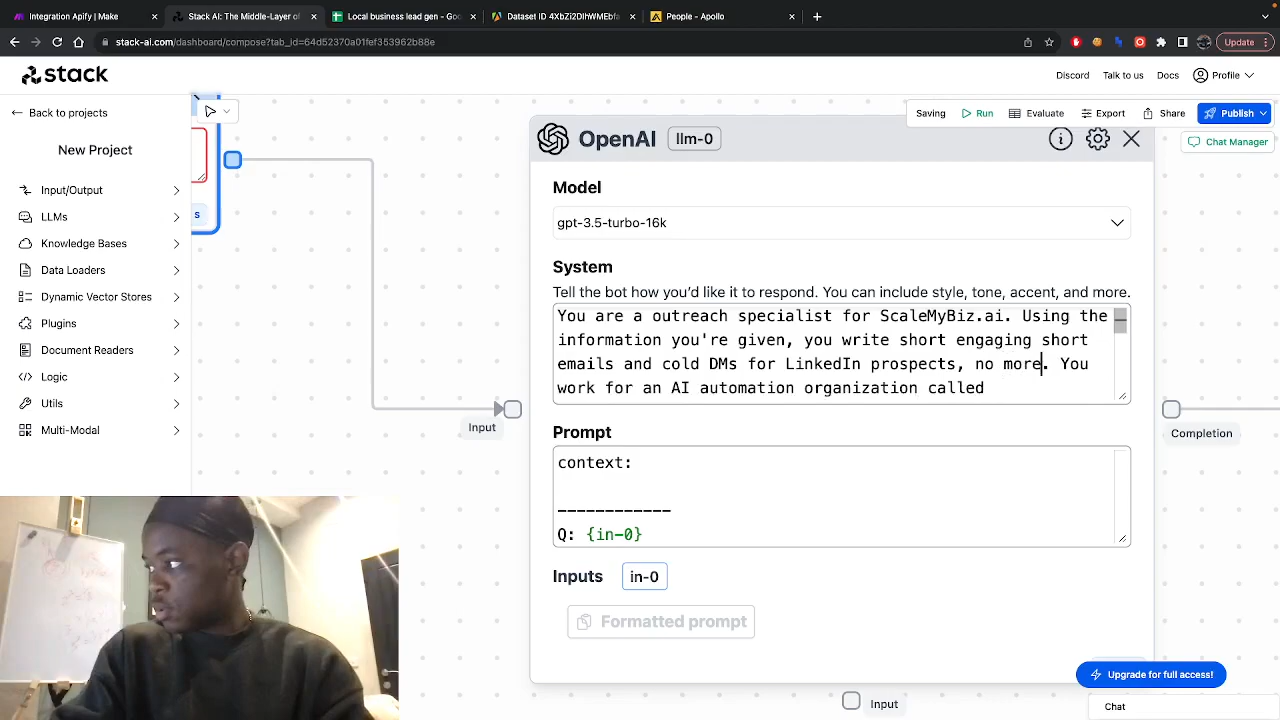 Integration Apify | Make
Stack AI: The Middle-Layer of
Local business lead gen - Goo
Dataset ID 4XbZi2DIHWMEbfa
People - Apollo
stack-ai.com/dashboard/compose?tab_id=64d52370a01fef353962b88e
Update
stack
Discord
Talk to us
Docs
Profile
Back to projects
Saving
Run
Evaluate
Export
Share
Publish
New Project
OpenAI
llm-0
Chat Manager
Input/Output
LLMs
Knowledge Bases
Data Loaders
Dynamic Vector Stores
Plugins
Document Readers
Logic
Utils
Multi-Modal
s
Model
gpt-3.5-turbo-16k
System
Tell the bot how you'd like it to respond. You can include style, tone, accent, and more.
You are a outreach specialist for ScaleMyBiz.ai. Using the
information you're given, you write short engaging short
emails and cold DMs for LinkedIn prospects, no more. You
work for an AI automation organization called
Input
Completion
Prompt
context:
------------
Q: {in-0}
Inputs
in-0
Formatted prompt
Upgrade for full access!
Input
Chat